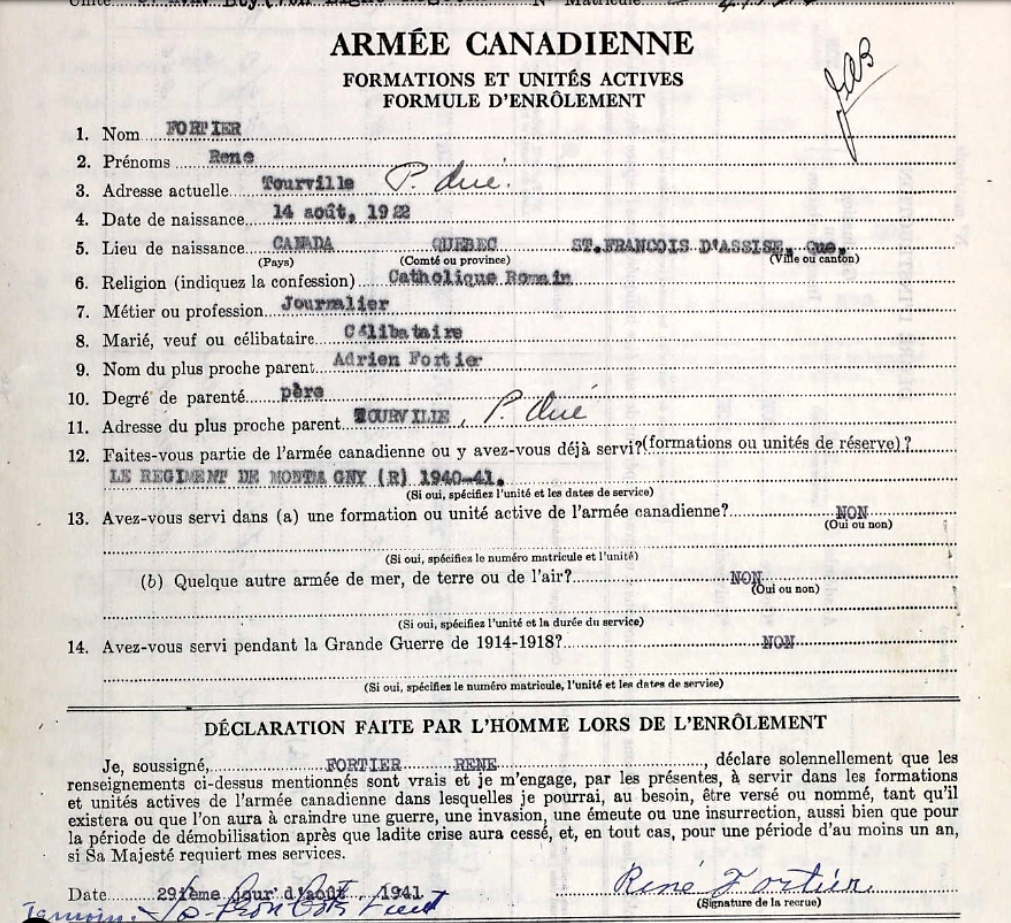 ARMÉE CANADIENNE
FORMATIONS ET UNITÉS ACTIVES
FORMULE D'ENRÔLEMENT
1. Nom FORTIER
2. Prénoms Rene
3. Adresse actuelle Tourville P. Qué.
4. Date de naissance 14 août, 1922
5. Lieu de naissance CANADA QUEBEC ST.FRANCOIS D'ASSISE, Que.
(Pays) (Comté ou province) (Ville ou canton)
6. Religion (indiquez la confession) Catholique Romain
7. Métier ou profession Journalier
8. Marié, veuf ou célibataire Célibataire
9. Nom du plus proche parent Adrien Fortier
10. Degré de parenté père
11. Adresse du plus proche parent TOURVILLE, P. Qué
12. Faites-vous partie de l'armée canadienne ou y avez-vous déjà servi?(formations ou unités de réserve)?
LE REGIMENT DE MONTMAGNY (R) 1940-41.
(Si oui, spécifiez l'unité et les dates de service)
13. Avez-vous servi dans (a) une formation ou unité active de l'armée canadienne? NON
(Oui ou non)
(Si oui, spécifiez le numéro matricule et l'unité)
(b) Quelque autre armée de mer, de terre ou de l'air? NON
(Oui ou non)
(Si oui, spécifiez l'unité et la durée du service)
14. Avez-vous servi pendant la Grande Guerre de 1914-1918? NON
(Si oui, spécifiez le numéro matricule, l'unité et les dates de service)
DÉCLARATION FAITE PAR L'HOMME LORS DE L'ENRÔLEMENT
Je, soussigné, FORTIER RENE, déclare solennellement que les
renseignements ci-dessus mentionnés sont vrais et je m'engage, par les présentes, à servir dans les formations
et unités actives de l'armée canadienne dans lesquelles je pourrai, au besoin, être versé ou nommé, tant qu'il
existera ou que l'on aura à craindre une guerre, une invasion, une émeute ou une insurrection, aussi bien que pour
la période de démobilisation après que ladite crise aura cessé, et, en tout cas, pour une période d'au moins un an,
si Sa Majesté requiert mes services.
Date 29ième jour d'août, 1941 René Fortier
(Signature de la recrue)
Temoin: